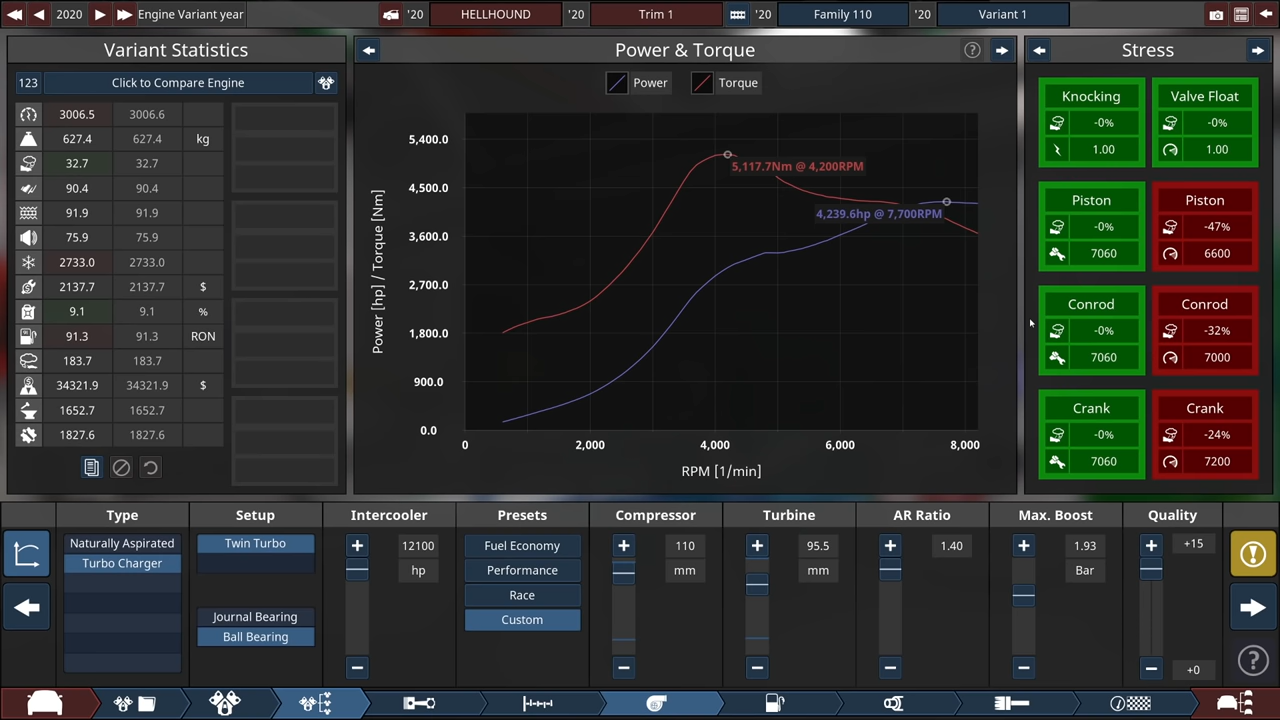 2020 Engine Variant year '20 HELLHOUND '20 Trim 1 '20 Family 110 '20 Variant 1
Variant Statistics
123 Click to Compare Engine
3006.5 3006.6
627.4 627.4 kg
32.7 32.7
90.4 90.4
91.9 91.9
75.9 75.9
2733.0 2733.0
2137.7 2137.7 $
9.1 9.1 %
91.3 91.3 RON
183.7 183.7
34321.9 34321.9 $
1652.7 1652.7
1827.6 1827.6
Power & Torque ?
Power Torque
Power [hp] / Torque [Nm]
5,400.0
4,500.0
3,600.0
2,700.0
1,800.0
900.0
0.0
5,117.7Nm @ 4,200RPM
4,239.6hp @ 7,700RPM
0 2,000 4,000 6,000 8,000
RPM [1/min]
Stress
Knocking Valve Float
-0% -0%
1.00 1.00
Piston Piston
-0% -47%
7060 6600
Conrod Conrod
-0% -32%
7060 7000
Crank Crank
-0% -24%
7060 7200
Type Setup Intercooler Presets Compressor Turbine AR Ratio Max. Boost Quality
Naturally Aspirated
Turbo Charger
Twin Turbo
Journal Bearing
Ball Bearing
12100
hp
Fuel Economy
Performance
Race
Custom
110
mm
95.5
mm
1.40
1.93
Bar
+15
+0
?